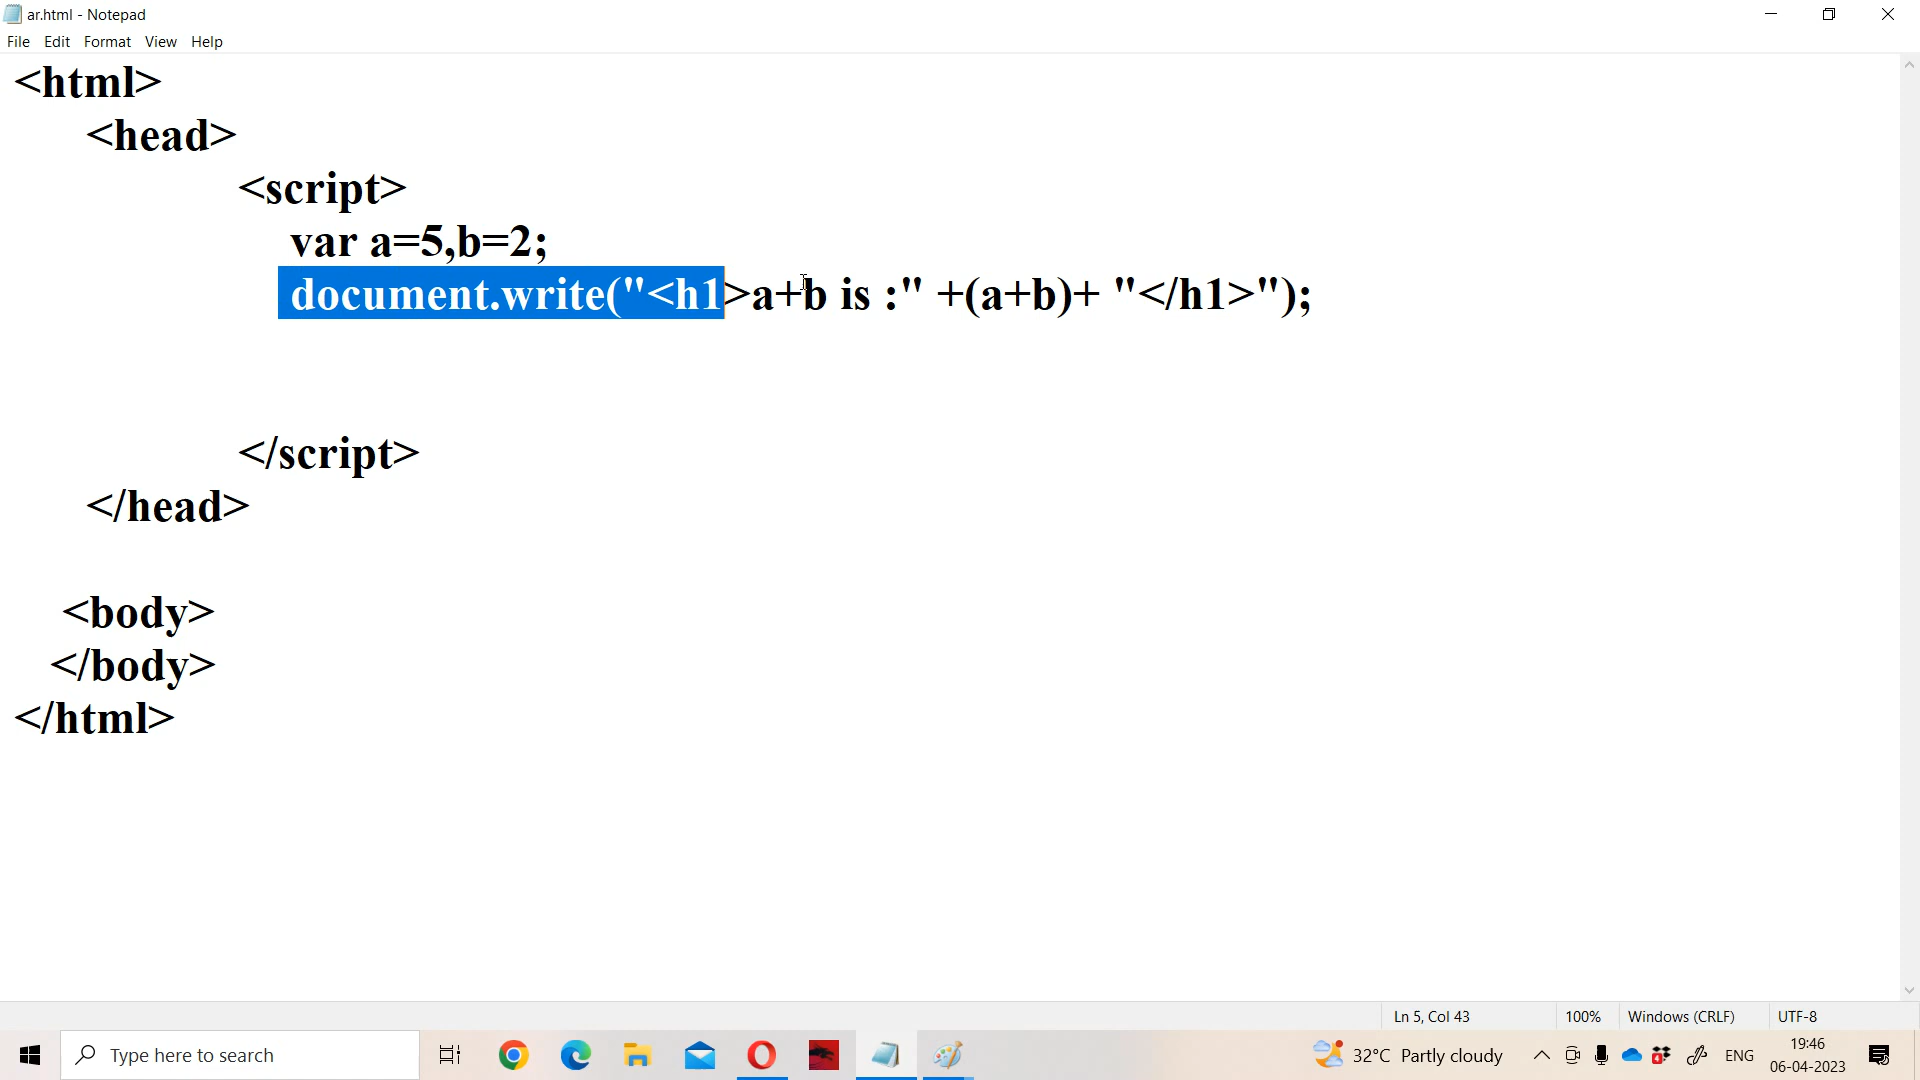 ar.html - Notepad
File Edit Format View Help
<html>
<head>
<script>
var a=5,b=2;
document.write("<h1>a+b is :" +(a+b)+ "</h1>");
</script>
</head>
<body>
</body>
</html>
Ln 5, Col 43 100% Windows (CRLF) UTF-8
Type here to search 32°C Partly cloudy ENG 19:46
06-04-2023